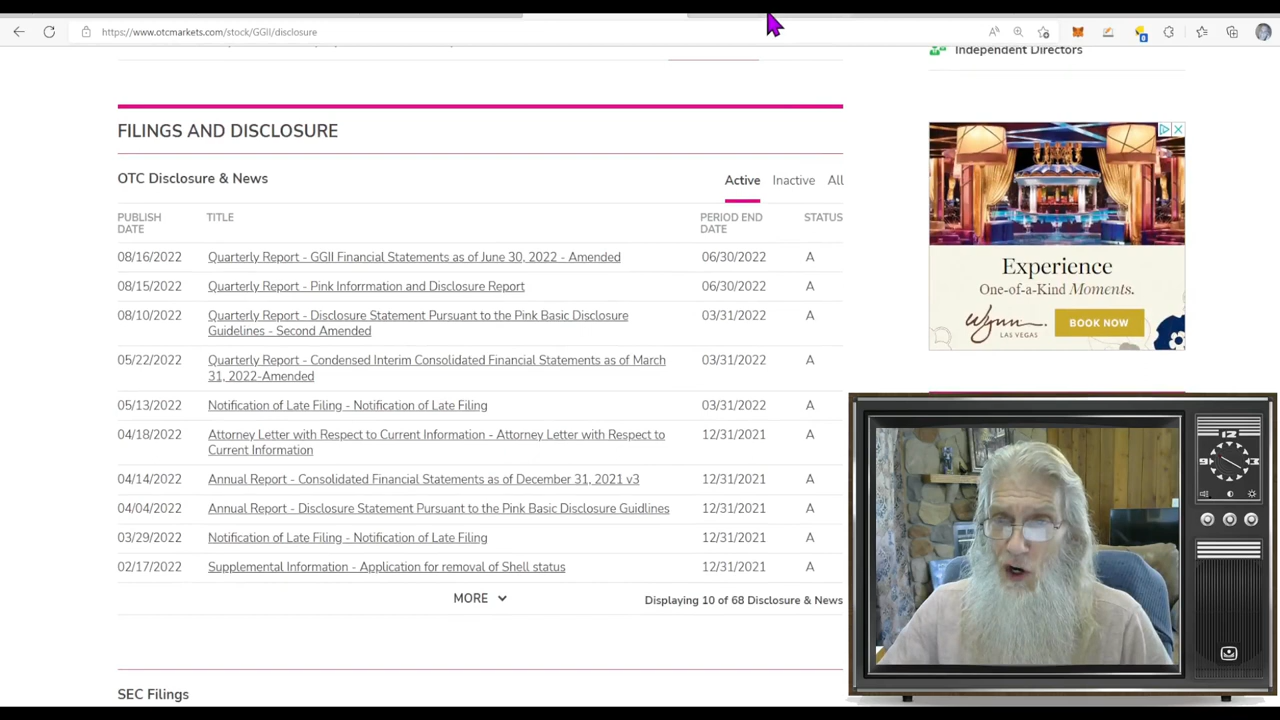 https://www.otcmarkets.com/stock/GGII/disclosure
Independent Directors
FILINGS AND DISCLOSURE
OTC Disclosure & News
Active Inactive All
PUBLISH DATE TITLE PERIOD END DATE STATUS
08/16/2022 Quarterly Report - GGII Financial Statements as of June 30, 2022 - Amended 06/30/2022 A
08/15/2022 Quarterly Report - Pink Information and Disclosure Report 06/30/2022 A
08/10/2022 Quarterly Report - Disclosure Statement Pursuant to the Pink Basic Disclosure 03/31/2022 A
Guidelines - Second Amended
05/22/2022 Quarterly Report - Condensed Interim Consolidated Financial Statements as of March 03/31/2022 A
31, 2022-Amended
05/13/2022 Notification of Late Filing - Notification of Late Filing 03/31/2022 A
04/18/2022 Attorney Letter with Respect to Current Information - Attorney Letter with Respect to 12/31/2021 A
Current Information
04/14/2022 Annual Report - Consolidated Financial Statements as of December 31, 2021 v3 12/31/2021 A
04/04/2022 Annual Report - Disclosure Statement Pursuant to the Pink Basic Disclosure Guidlines 12/31/2021 A
03/29/2022 Notification of Late Filing - Notification of Late Filing 12/31/2021 A
02/17/2022 Supplemental Information - Application for removal of Shell status 12/31/2021 A
MORE
Displaying 10 of 68 Disclosure & News
SEC Filings
Experience
One-of-a-Kind Moments.
Wynn
LAS VEGAS
BOOK NOW
12
9 3